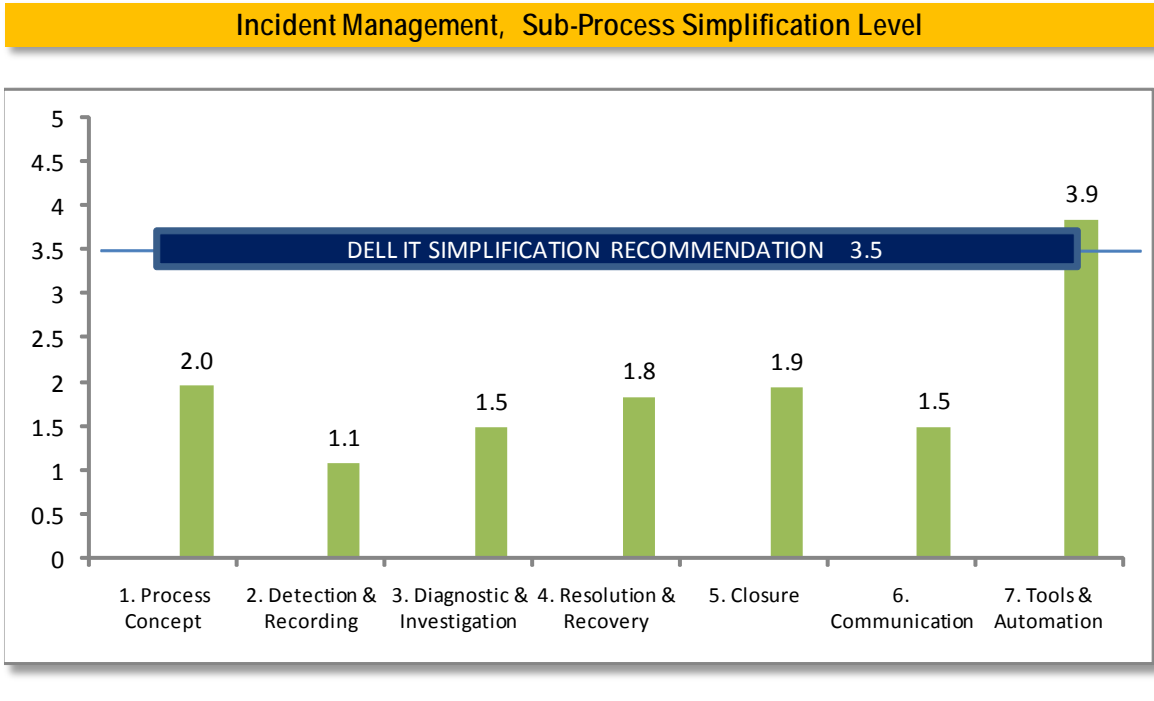 Incident Management, Sub-Process Simplification Level
5
4.5
4
3.5
3
2.5
2
1.5
1
0.5
0
DELL IT SIMPLIFICATION RECOMMENDATION 3.5
2.0
1.1
1.5
1.8
1.9
1.5
3.9
1. Process
Concept
2. Detection &
Recording
3. Diagnostic &
Investigation
4. Resolution &
Recovery
5. Closure
6.
Communication
7. Tools &
Automation